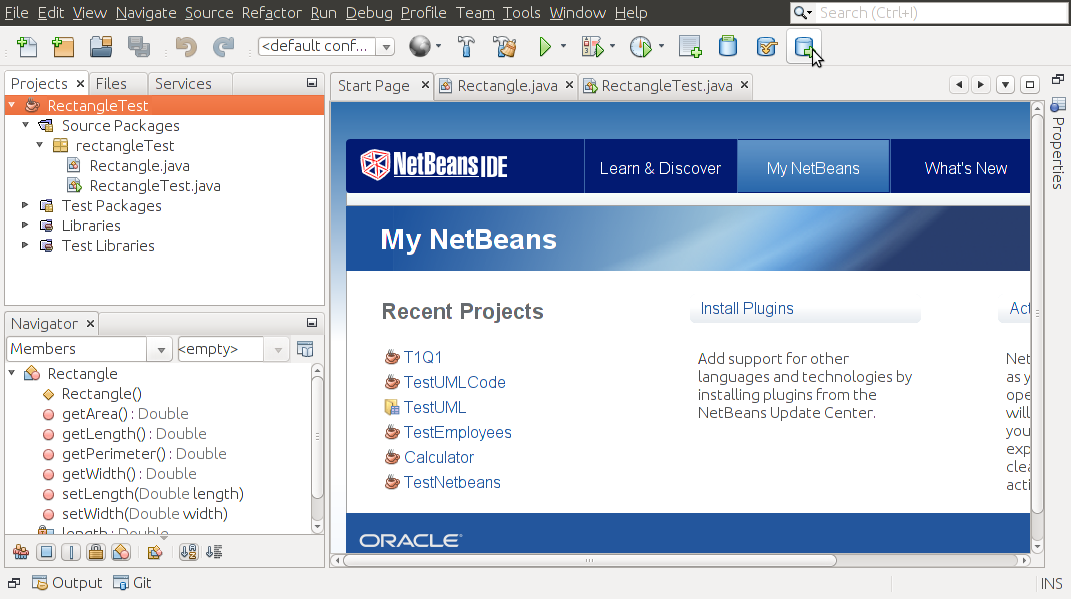 File Edit View Navigate Source Refactor Run Debug Profile Team Tools Window Help
Search (Ctrl+I)
<default conf...
Projects
Files
Services
RectangleTest
Source Packages
rectangleTest
Rectangle.java
RectangleTest.java
Test Packages
Libraries
Test Libraries
Navigator
Members
<empty>
Rectangle
Rectangle()
getArea() : Double
getLength() : Double
getPerimeter() : Double
getWidth() : Double
setLength(Double length)
setWidth(Double width)
length : Double
Start Page
Rectangle.java
RectangleTest.java
NetBeans IDE
Learn & Discover
My NetBeans
What's New
My NetBeans
Recent Projects
T1Q1
TestUMLCode
TestUML
TestEmployees
Calculator
TestNetbeans
Install Plugins
Add support for other
languages and technologies by
installing plugins from the
NetBeans Update Center.
Act
Net
as y
ope
will
you
exp
clea
acti
ORACLE
Properties
Output
Git
INS